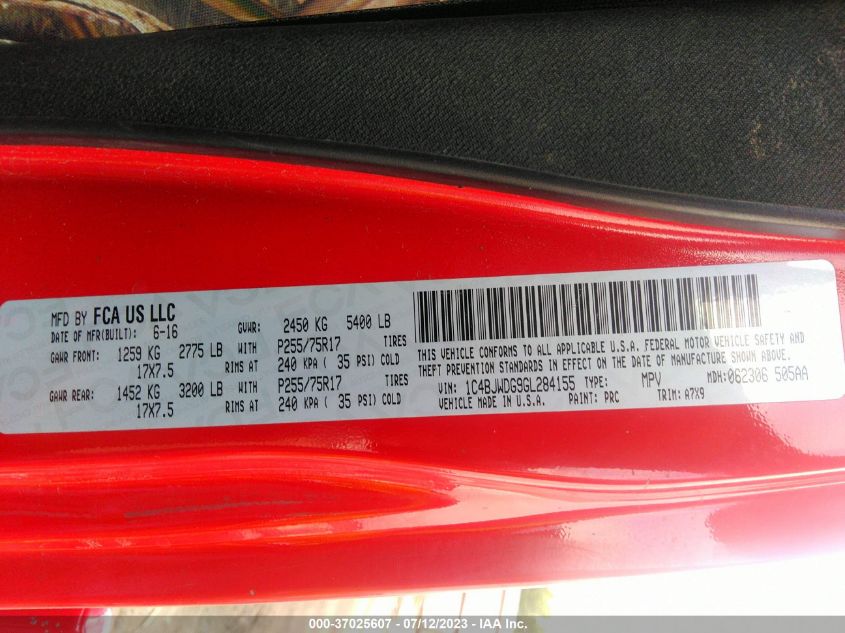 MFD BY FCA US LLC
DATE OF MFR(BUILT): 6-16 GVWR: 2450 KG 5400 LB
GAWR FRONT: 1259 KG 2775 LB WITH P255/75R17 TIRES
17X7.5 RIMS AT 240 KPA ( 35 PSI) COLD
GAWR REAR: 1452 KG 3200 LB WITH P255/75R17 TIRES
17X7.5 RIMS AT 240 KPA ( 35 PSI) COLD
THIS VEHICLE CONFORMS TO ALL APPLICABLE U.S.A. FEDERAL MOTOR VEHICLE SAFETY AND
THEFT PREVENTION STANDARDS IN EFFECT ON THE DATE OF MANUFACTURE SHOWN ABOVE.
VIN: 1C4BJWDG9GL284155 TYPE: MPV MDH:062306 505AA
VEHICLE MADE IN U.S.A. PAINT: PRC TRIM: A7X9
000-37025607 - 07/12/2023 - IAA Inc.